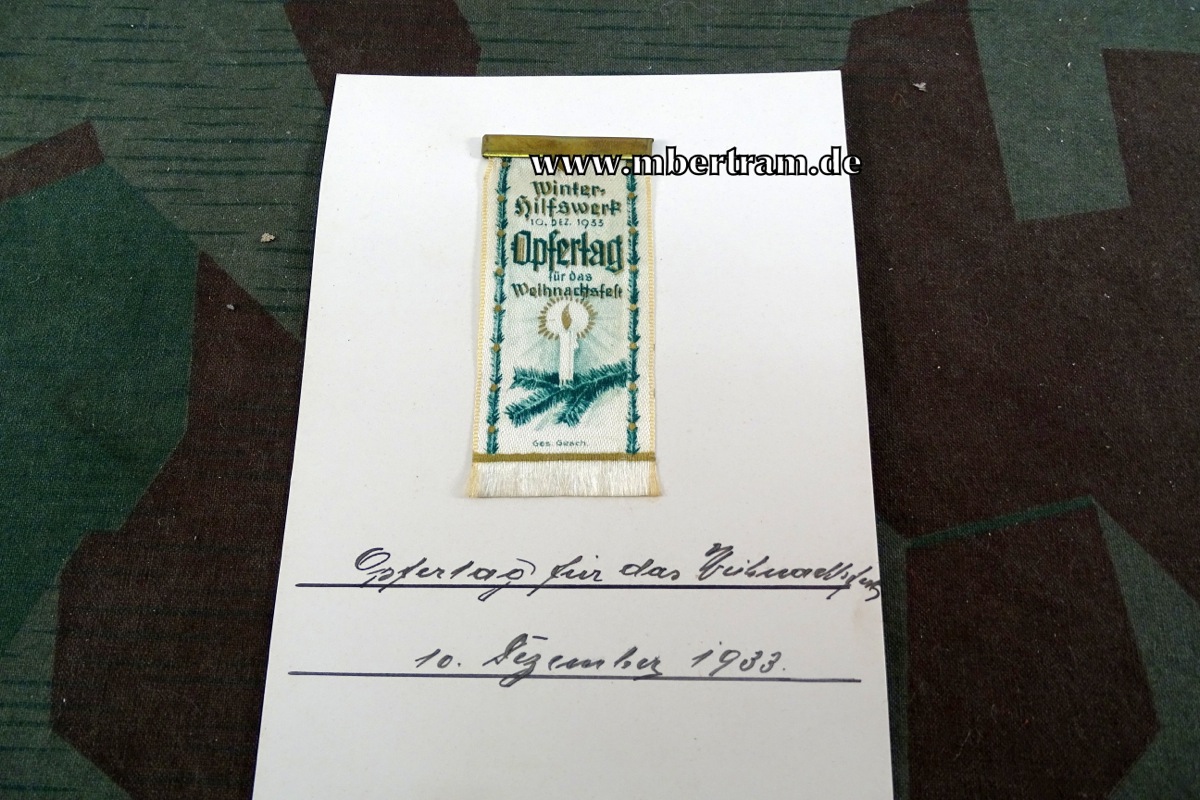 www.mbertram.de
Winter-
Hilfswerk
10. DEZ. 1933
Opfertag
für das
Weihnachtsfest
Ges. Gesch.
Opfertag für das Weihnachtsfest
10. Dezember 1933.